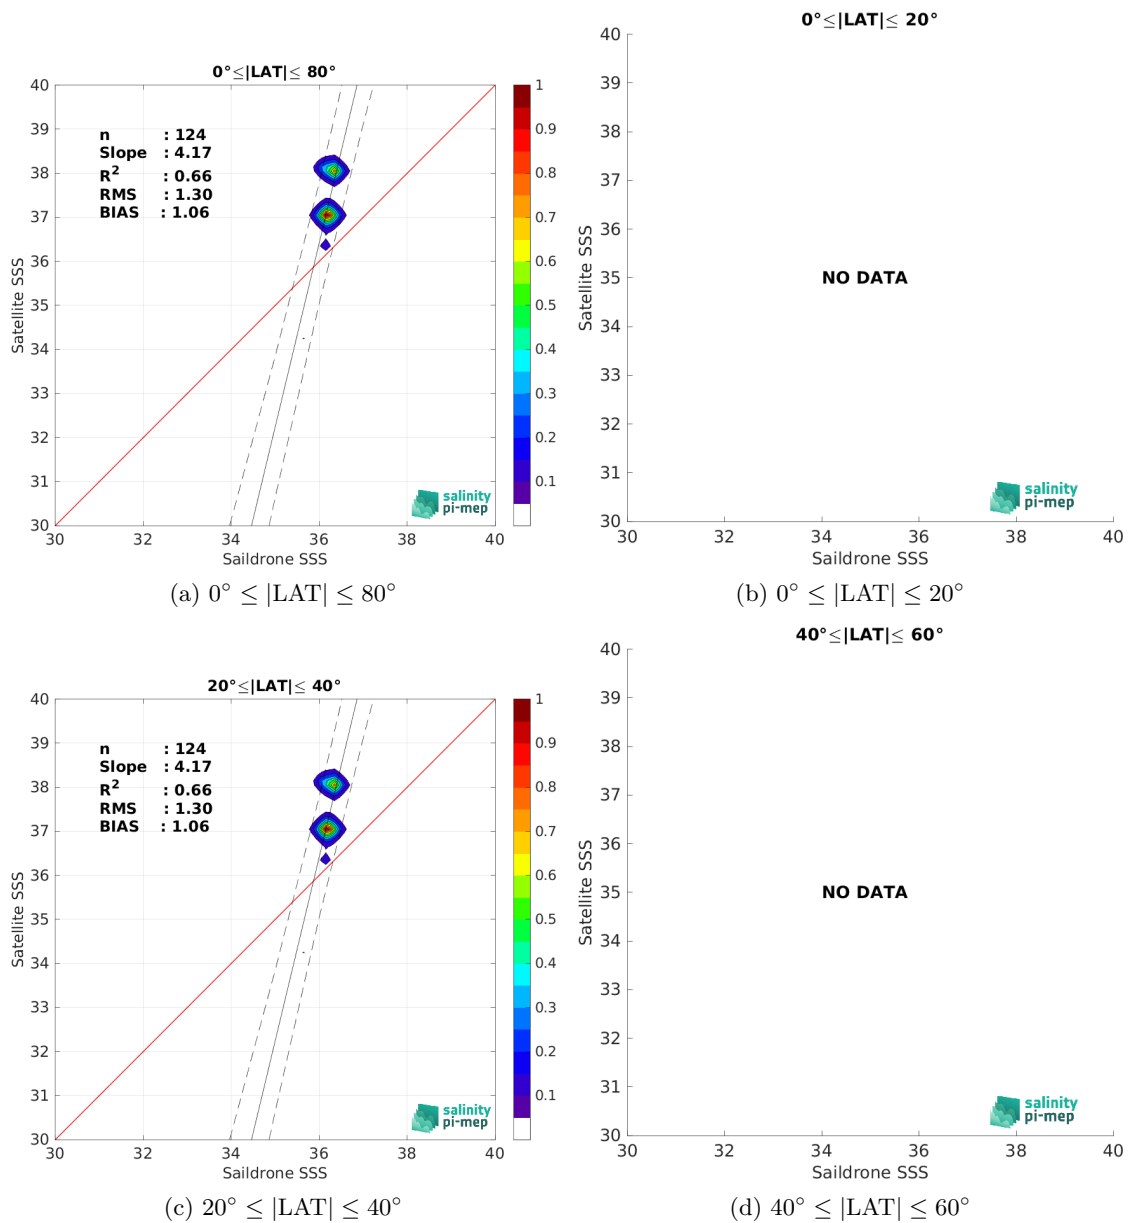 0°≤|LAT|≤ 80°
40
39
38
37
36
35
34
33
32
31
30
Satellite SSS
n : 124
Slope : 4.17
R² : 0.66
RMS : 1.30
BIAS : 1.06
salinity
pi-mep
30 32 34 36 38 40
Saildrone SSS
1
0.9
0.8
0.7
0.6
0.5
0.4
0.3
0.2
0.1
(a) 0° ≤ |LAT| ≤ 80°
0°≤|LAT|≤ 20°
40
39
38
37
36
35
34
33
32
31
30
Satellite SSS
NO DATA
salinity
pi-mep
30 32 34 36 38 40
Saildrone SSS
(b) 0° ≤ |LAT| ≤ 20°
20°≤|LAT|≤ 40°
40
39
38
37
36
35
34
33
32
31
30
Satellite SSS
n : 124
Slope : 4.17
R² : 0.66
RMS : 1.30
BIAS : 1.06
salinity
pi-mep
30 32 34 36 38 40
Saildrone SSS
1
0.9
0.8
0.7
0.6
0.5
0.4
0.3
0.2
0.1
(c) 20° ≤ |LAT| ≤ 40°
40°≤|LAT|≤ 60°
40
39
38
37
36
35
34
33
32
31
30
Satellite SSS
NO DATA
salinity
pi-mep
30 32 34 36 38 40
Saildrone SSS
(d) 40° ≤ |LAT| ≤ 60°